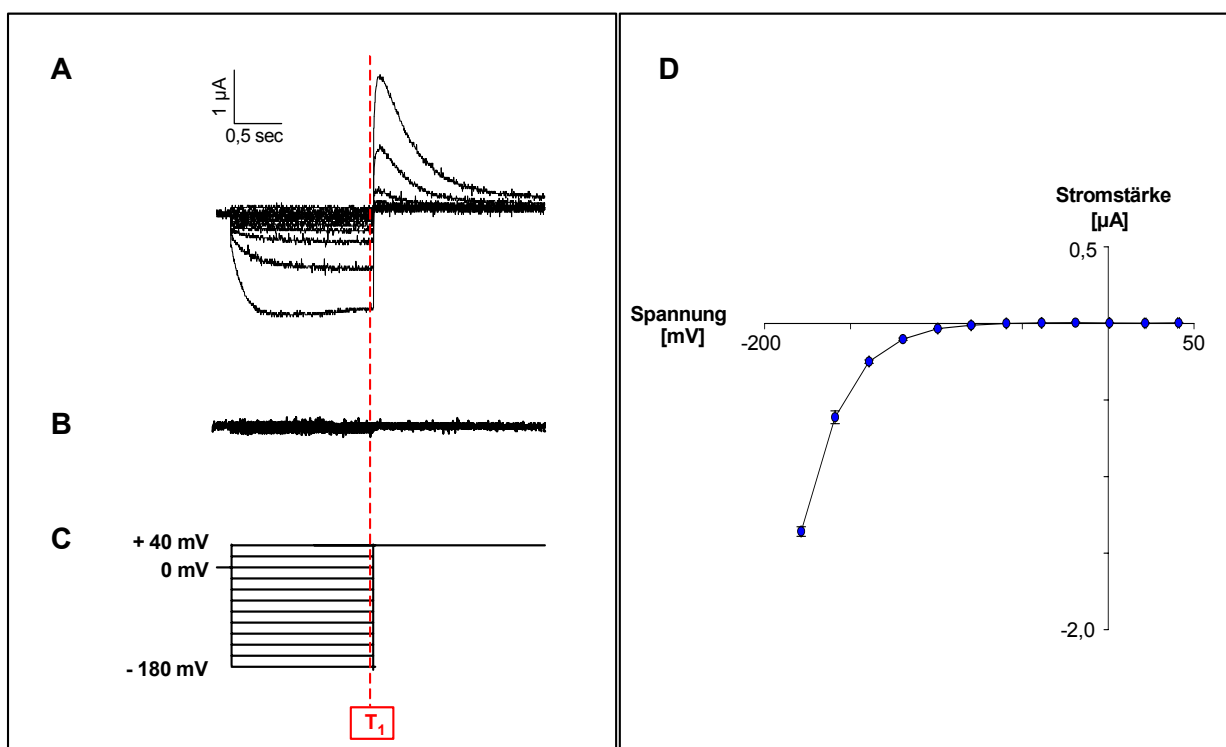 A
1 µA
0,5 sec
B
C
+ 40 mV
0 mV
- 180 mV
T1
D
Stromstärke
[µA]
0,5
Spannung
[mV]
-200
50
-2,0